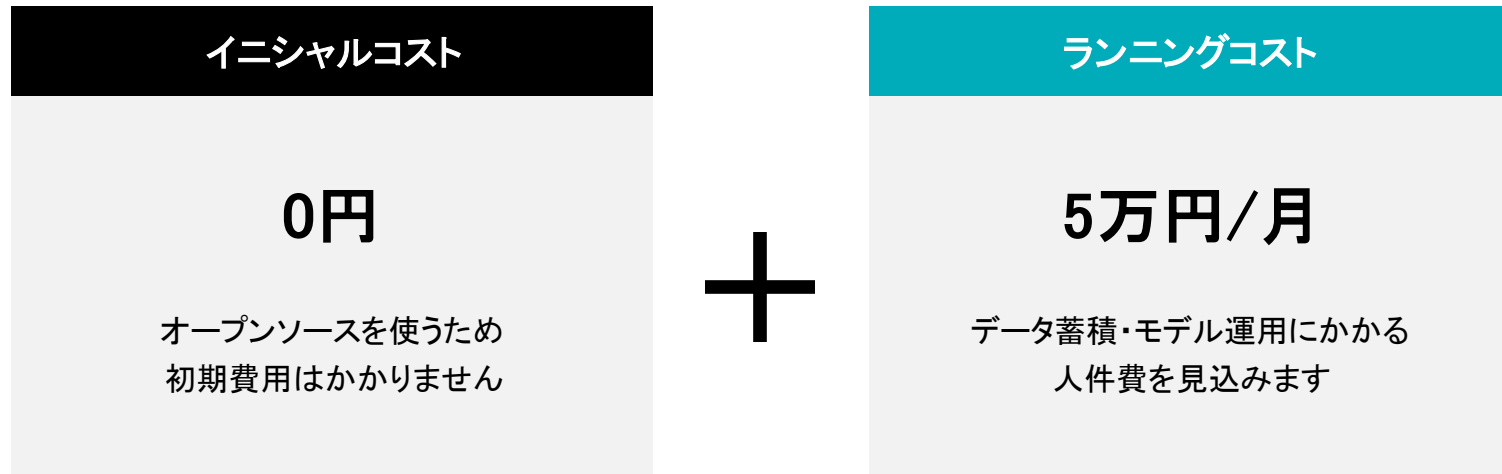 イニシャルコスト
0円
オープンソースを使うため
初期費用はかかりません
+
ランニングコスト
5万円/月
データ蓄積・モデル運用にかかる
人件費を見込みます